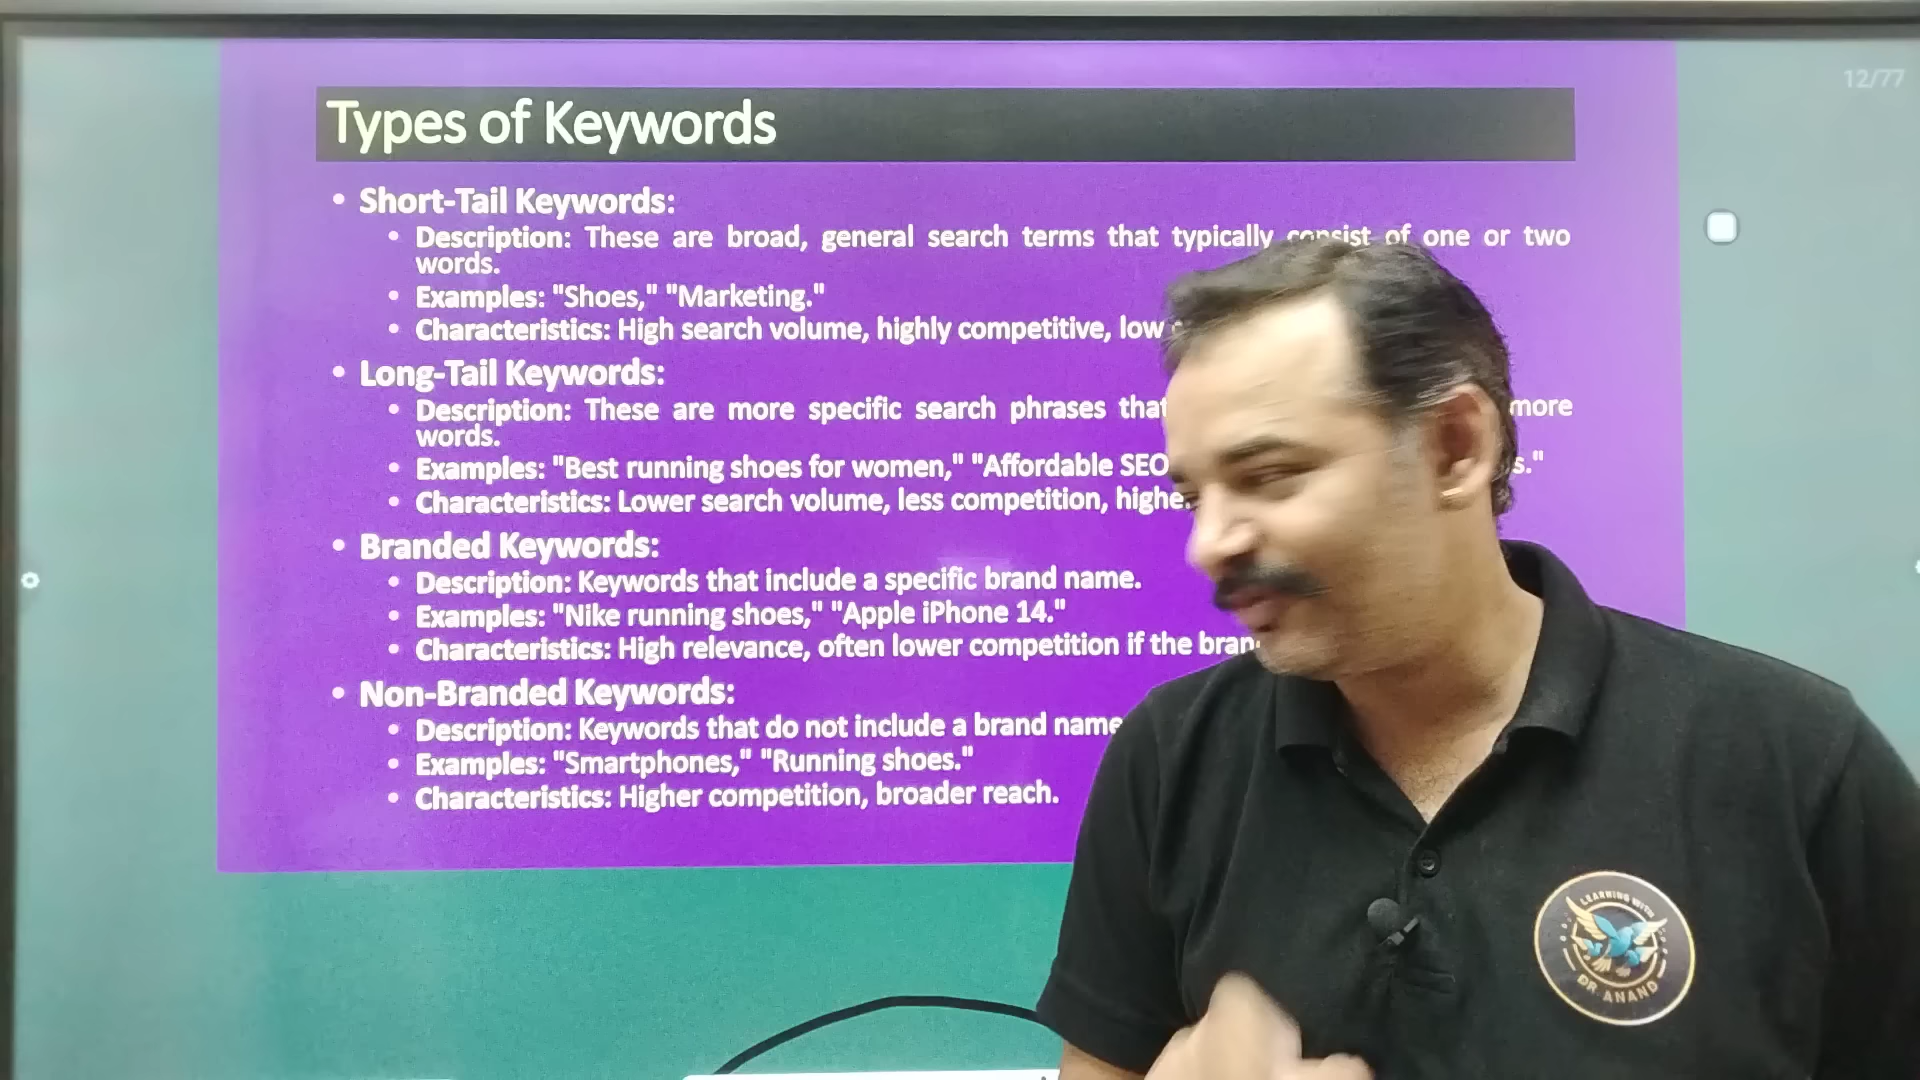 12/77
Types of Keywords
• Short-Tail Keywords:
• Description: These are broad, general search terms that typically consist of one or two
words.
• Examples: "Shoes," "Marketing."
• Characteristics: High search volume, highly competitive, low
• Long-Tail Keywords:
• Description: These are more specific search phrases that more
words.
• Examples: "Best running shoes for women," "Affordable SEO s."
• Characteristics: Lower search volume, less competition, highe
• Branded Keywords:
• Description: Keywords that include a specific brand name.
• Examples: "Nike running shoes," "Apple iPhone 14."
• Characteristics: High relevance, often lower competition if the bran
• Non-Branded Keywords:
• Description: Keywords that do not include a brand name
• Examples: "Smartphones," "Running shoes."
• Characteristics: Higher competition, broader reach.
LEARNING WITH
DR. ANAND